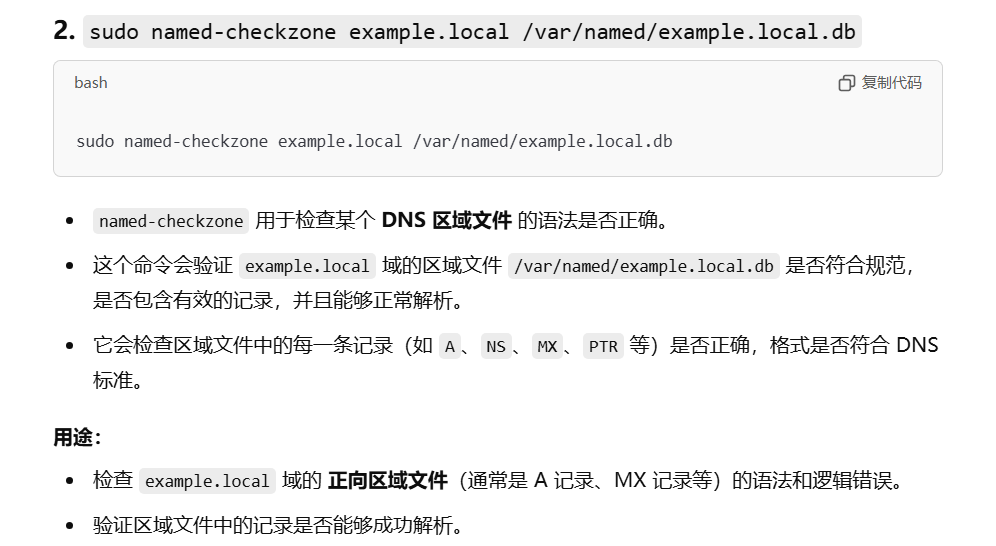 2. sudo named-checkzone example.local /var/named/example.local.db
bash 复制代码
sudo named-checkzone example.local /var/named/example.local.db
• named-checkzone 用于检查某个 DNS 区域文件 的语法是否正确。
• 这个命令会验证 example.local 域的区域文件 /var/named/example.local.db 是否符合规范，
是否包含有效的记录，并且能够正常解析。
• 它会检查区域文件中的每一条记录（如 A、NS、MX、PTR 等）是否正确，格式是否符合 DNS
标准。
用途：
• 检查 example.local 域的 正向区域文件（通常是 A 记录、MX 记录等）的语法和逻辑错误。
• 验证区域文件中的记录是否能够成功解析。